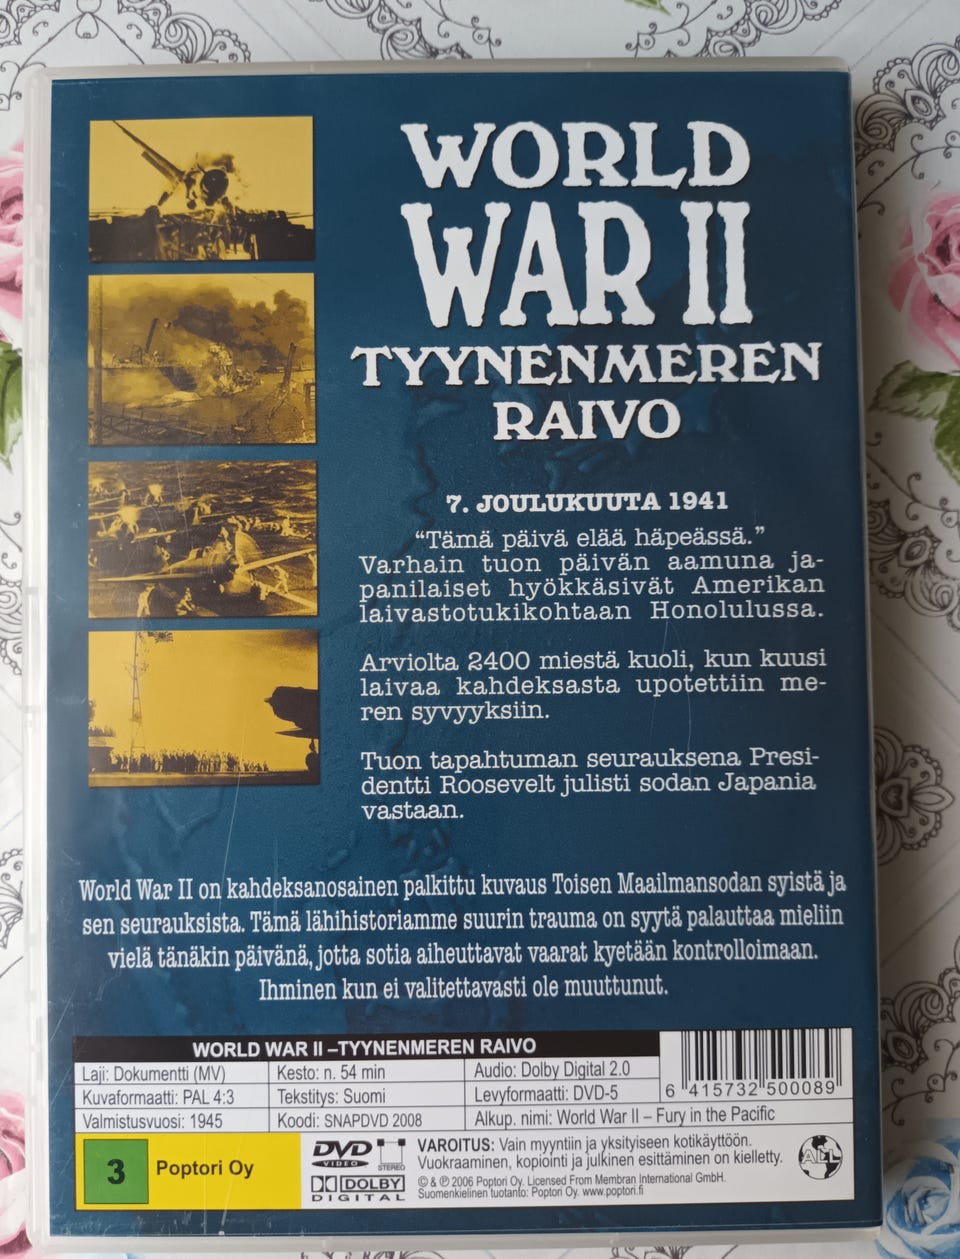 WORLD
WAR II
TYYNENMEREN
RAIVO
7. JOULUKUUTA 1941
“Tämä päivä elää häpeässä.”
Varhain tuon päivän aamuna ja-
panilaiset hyökkäsivät Amerikan
laivastotukikohtaan Honolulussa.
Arviolta 2400 miestä kuoli, kun kuusi
laivaa kahdeksasta upotettiin me-
ren syvyyksiin.
Tuon tapahtuman seurauksena Presi-
dentti Roosevelt julisti sodan Japania
vastaan.
World War II on kahdeksanosainen palkittu kuvaus Toisen Maailmansodan syistä ja
sen seurauksista. Tämä lähihistoriamme suurin trauma on syytä palauttaa mieliin
vielä tänäkin päivänä, jotta sotia aiheuttavat vaarat kyetään kontrolloimaan.
Ihminen kun ei valitettavasti ole muuttunut.
WORLD WAR II –TYYNENMEREN RAIVO
Laji: Dokumentti (MV) Kesto: n. 54 min Audio: Dolby Digital 2.0
Kuvaformaatti: PAL 4:3 Tekstitys: Suomi Levyformaatti: DVD-5
Valmistusvuosi: 1945 Koodi: SNAPDVD 2008 Alkup. nimi: World War II – Fury in the Pacific
6 415732 500089
3 Poptori Oy
DVD
VIDEO
STEREO
DOLBY
DIGITAL
VAROITUS: Vain myyntiin ja yksityiseen kotikäyttöön.
Vuokraaminen, kopiointi ja julkinen esittäminen on kielletty.
© & ℗ 2006 Poptori Oy. Licensed From Membran International GmbH.
Suomenkielinen tuotanto: Poptori Oy. www.poptori.fi
ALL